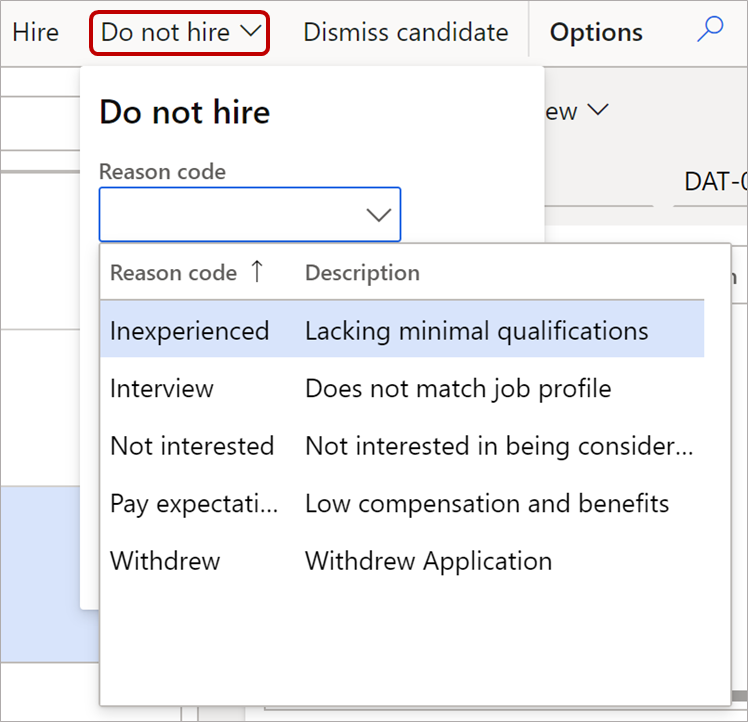 Hire Do not hire Dismiss candidate Options
Do not hire
ew
Reason code
DAT-0
Reason code ↑ Description
Inexperienced Lacking minimal qualifications
Interview Does not match job profile
Not interested Not interested in being consider...
Pay expectati... Low compensation and benefits
Withdrew Withdrew Application